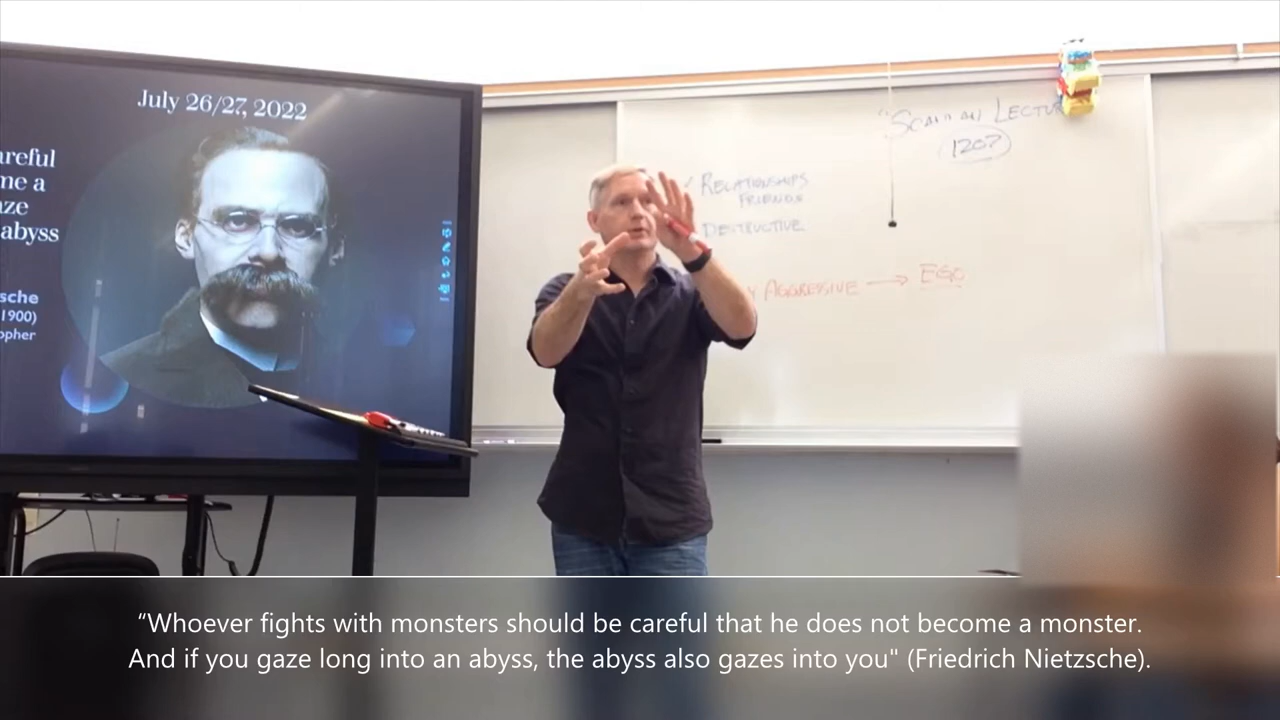 July 26/27, 2022
areful
me a
aze
abyss
sche
1900)
opher
LECTUR
1207
RELATIONSHIPS
FRIENDS
DESTRUCTIVE
Y AGGRESSIVE → EGO
“Whoever fights with monsters should be careful that he does not become a monster.
And if you gaze long into an abyss, the abyss also gazes into you" (Friedrich Nietzsche).